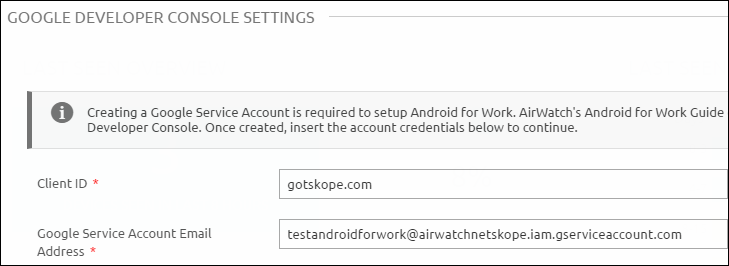 GOOGLE DEVELOPER CONSOLE SETTINGS
Creating a Google Service Account is required to setup Android for Work. AirWatch's Android for Work Guide
Developer Console. Once created, insert the account credentials below to continue.
Client ID *
gotskope.com
Google Service Account Email
Address *
testandroidforwork@airwatchnetskope.iam.gserviceaccount.com